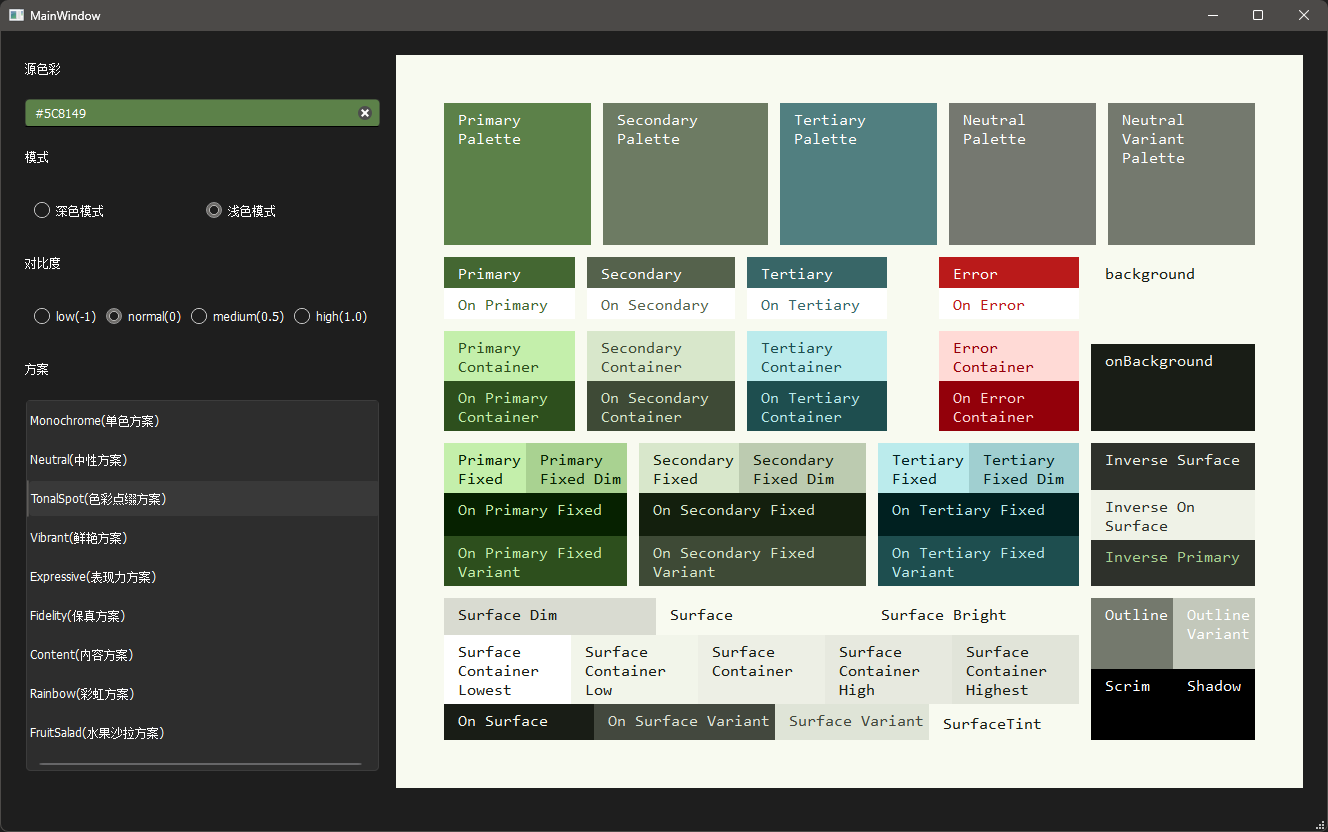 MainWindow
源色彩
#5C8149
模式
深色模式
浅色模式
对比度
low(-1)
normal(0)
medium(0.5)
high(1.0)
方案
Monochrome(单色方案)
Neutral(中性方案)
TonalSpot(色彩点缀方案)
Vibrant(鲜艳方案)
Expressive(表现力方案)
Fidelity(保真方案)
Content(内容方案)
Rainbow(彩虹方案)
FruitSalad(水果沙拉方案)
Primary
Palette
Secondary
Palette
Tertiary
Palette
Neutral
Palette
Neutral
Variant
Palette
Primary
On Primary
Secondary
On Secondary
Tertiary
On Tertiary
Error
On Error
background
Primary
Container
On Primary
Container
Secondary
Container
On Secondary
Container
Tertiary
Container
On Tertiary
Container
Error
Container
On Error
Container
onBackground
Primary
Fixed
Primary
Fixed Dim
On Primary Fixed
On Primary Fixed
Variant
Secondary
Fixed
Secondary
Fixed Dim
On Secondary Fixed
On Secondary Fixed
Variant
Tertiary
Fixed
Tertiary
Fixed Dim
On Tertiary Fixed
On Tertiary Fixed
Variant
Inverse Surface
Inverse On
Surface
Inverse Primary
Surface Dim
Surface
Surface Bright
Surface
Container
Lowest
Surface
Container
Low
Surface
Container
Surface
Container
High
Surface
Container
Highest
On Surface
On Surface Variant
Surface Variant
SurfaceTint
Outline
Outline
Variant
Scrim
Shadow